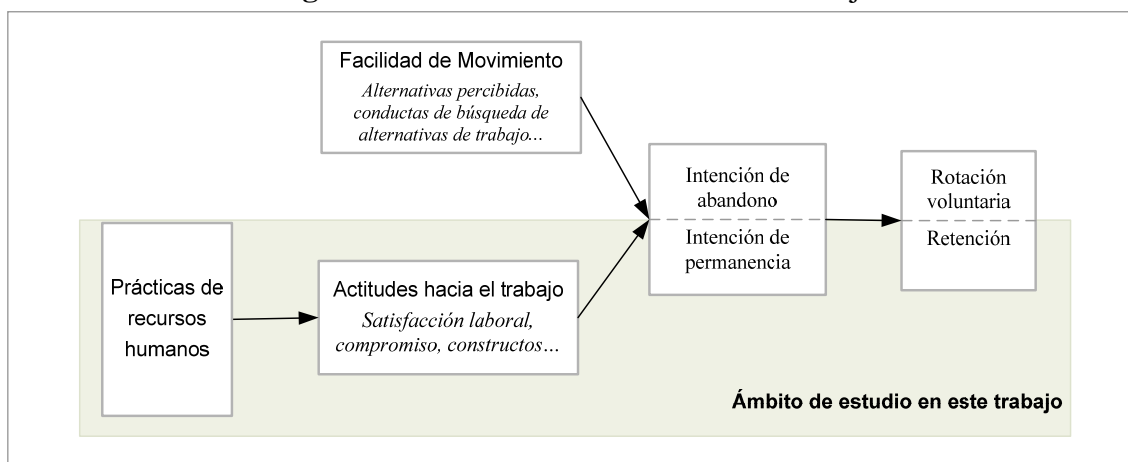 Facilidad de Movimiento
Alternativas percibidas,
conductas de búsqueda de
alternativas de trabajo...
Intención de
abandono
Intención de
permanencia
Rotación
voluntaria
Retención
Prácticas de
recursos
humanos
Actitudes hacia el trabajo
Satisfacción laboral,
compromiso, constructos...
Ámbito de estudio en este trabajo